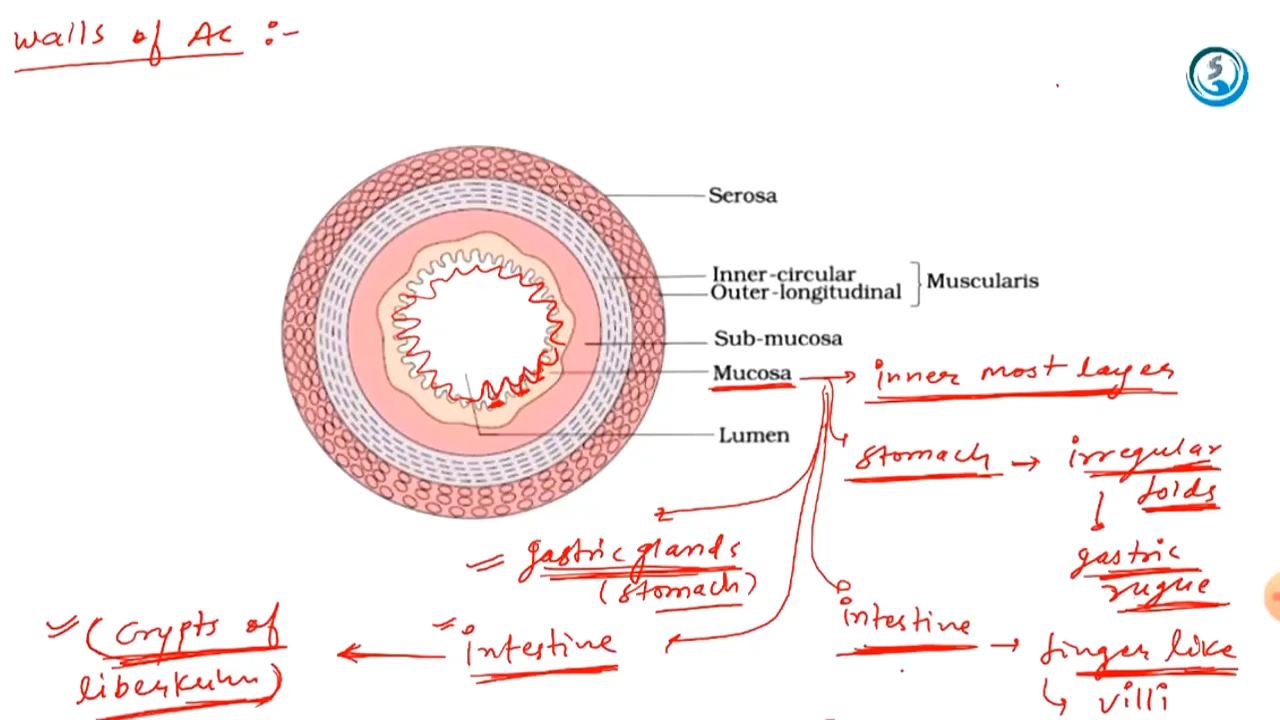 walls of AC :-
S
Serosa
Inner-circular
Outer-longitudinal
Muscularis
Sub-mucosa
Mucosa → inner most layer
Lumen
stomach → irregular
folds
gastric
rugue
gastric glands
(stomach)
intestine → finger like
villi
intestine
(crypts of
liberkuhn)